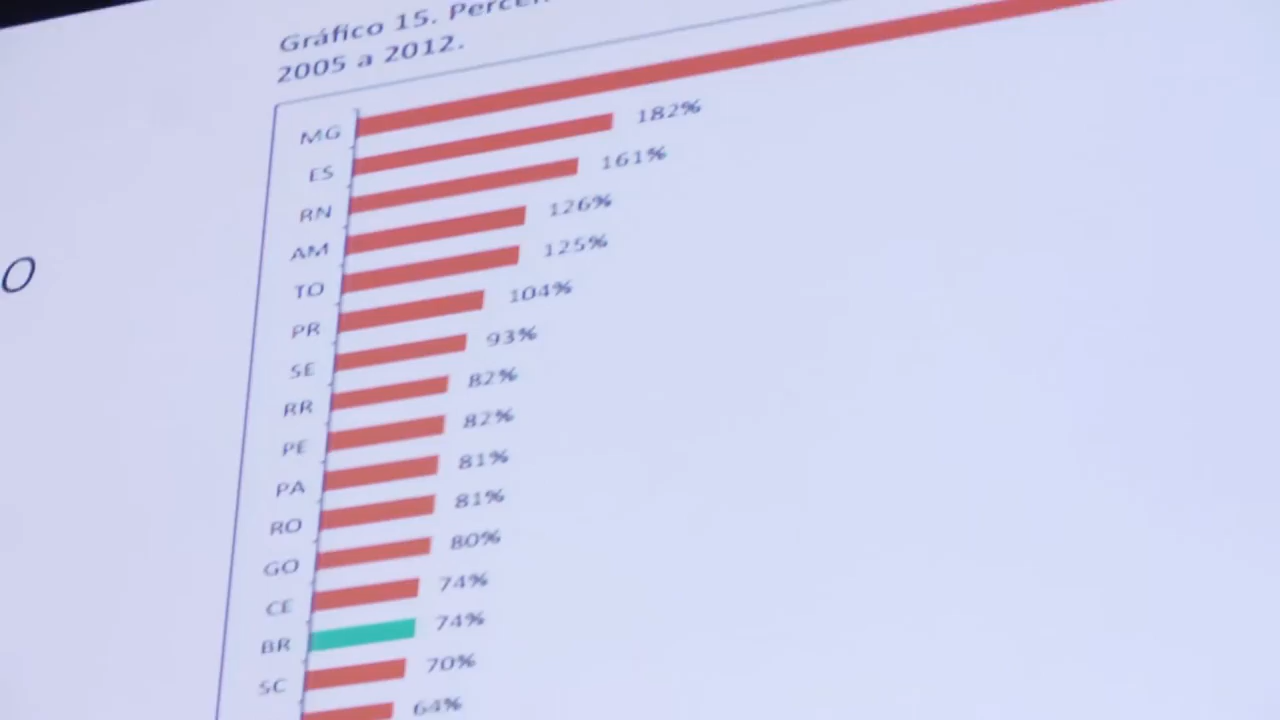 Gráfico 15.
2005 a 2012.
MG
ES 182%
RN 161%
AM 126%
TO 125%
PR 104%
SE 93%
RR 82%
PE 82%
PA 81%
RO 81%
GO 80%
CE 74%
BR 74%
SC 70%
64%
O